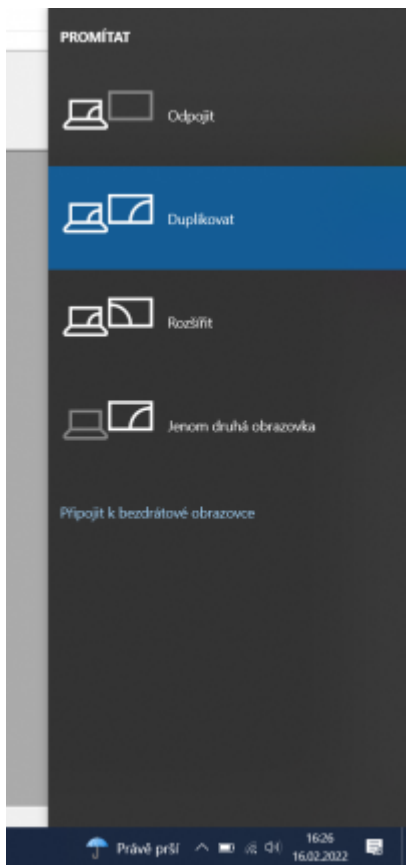 PROMÍTAT
Odpojit
Duplikovat
Rozšířit
Jenom druhá obrazovka
Připojit k bezdrátové obrazovce
Právě prší
16:26
16.02.2022